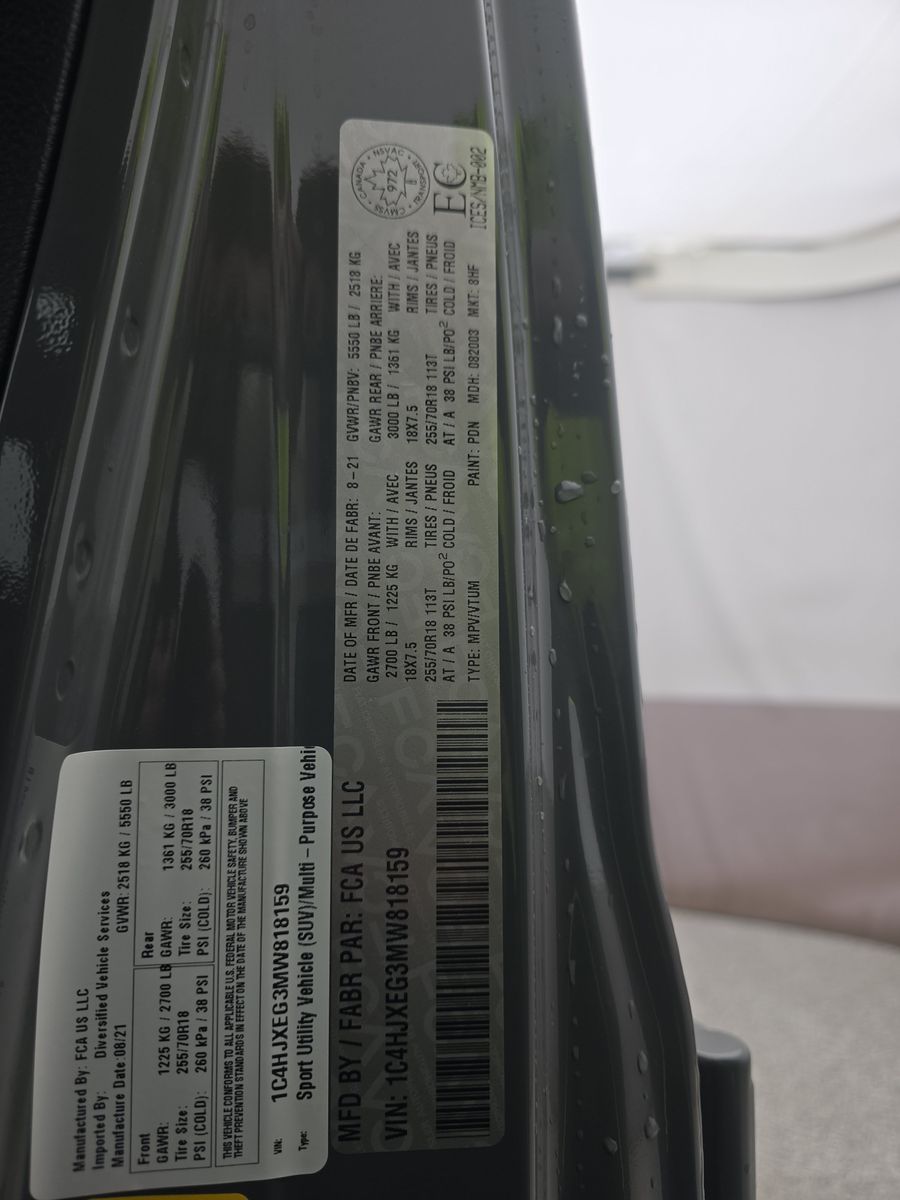 Manufactured By: FCA US LLC
Imported By: Diversified Vehicle Services
Manufacture Date: 08/21 GVWR: 2518 KG / 5550 LB
Front
GAWR: 1225 KG / 2700 LB
Tire Size: 255/70R18
PSI (COLD): 260 kPa / 38 PSI
Rear
GAWR: 1361 KG / 3000 LB
Tire Size: 255/70R18
PSI (COLD): 260 kPa / 38 PSI
THIS VEHICLE CONFORMS TO ALL APPLICABLE U.S. FEDERAL MOTOR VEHICLE SAFETY, BUMPER AND
THEFT PREVENTION STANDARDS IN EFFECT ON THE DATE OF THE MANUFACTURE SHOWN ABOVE
VIN: 1C4HJXEG3MW818159
Type: Sport Utility Vehicle (SUV)/Multi - Purpose Vehic
MFD BY / FABR PAR: FCA US LLC
VIN: 1C4HJXEG3MW818159
DATE OF MFR / DATE DE FABR: 8-21 GVWR/PNBV: 5550 LB / 2518 KG
GAWR FRONT / PNBE AVANT:
2700 LB / 1225 KG WITH / AVEC
18X7.5 RIMS / JANTES
255/70R18 113T TIRES / PNEUS
AT / A 38 PSI LB/PO² COLD / FROID
GAWR REAR / PNBE ARRIERE:
3000 LB / 1361 KG WITH / AVEC
18X7.5 RIMS / JANTES
255/70R18 113T TIRES / PNEUS
AT / A 38 PSI LB/PO² COLD / FROID
TYPE: MPV/VTUM PAINT: PDN MDH: 082003 MKT: 8HF
CANADA • NSVAC • TRANSPORT • CMVSS
972
EC
ICES/NMB-002